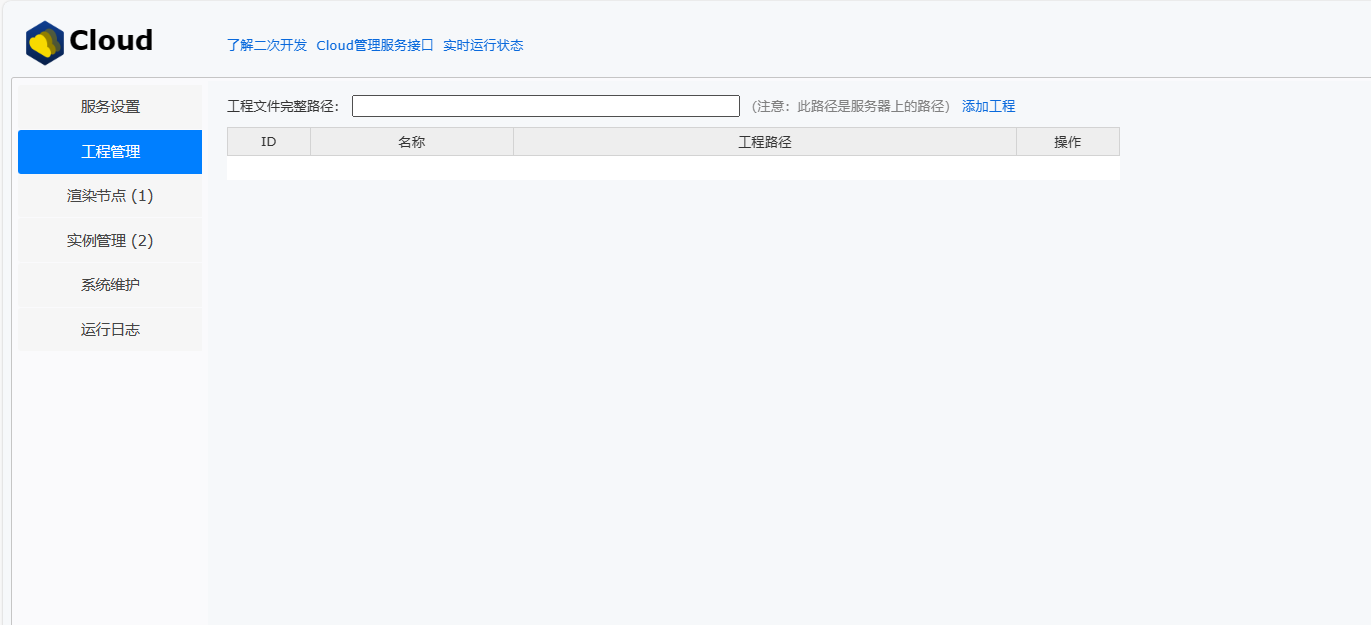 Cloud
了解二次开发 Cloud管理服务接口 实时运行状态
服务设置
工程管理
渲染节点 (1)
实例管理 (2)
系统维护
运行日志
工程文件完整路径： (注意：此路径是服务器上的路径) 添加工程
ID 名称 工程路径 操作